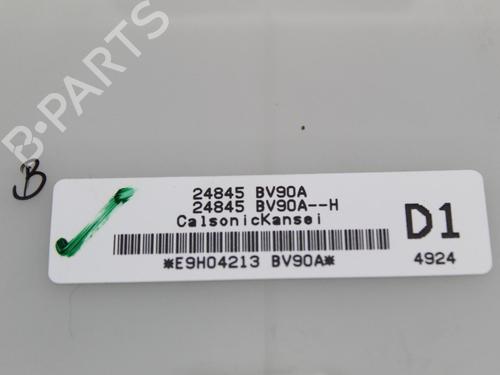 B-PARTS
B
24845 BV90A
24845 BV90A--H
CalsonicKansei
D1
*E9H04213 BV90A*
4924